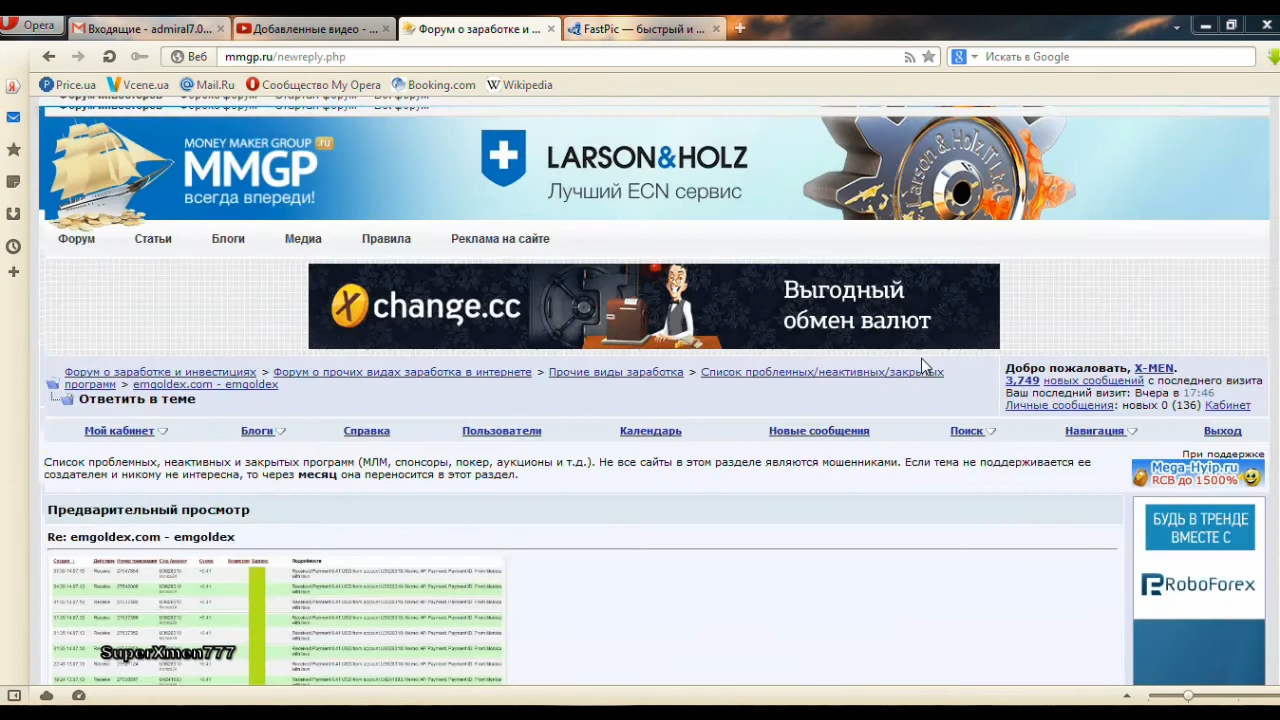 Opera
Входящие - admiral7.0...
Добавленные видео - ...
Форум о заработке и ...
FastPic — быстрый и ...
Веб
mmgp.ru/newreply.php
Искать в Google
Price.ua
Vcene.ua
Mail.Ru
Сообщество My Opera
Booking.com
Wikipedia
MONEY MAKER GROUP .ru
MMGP
всегда впереди!
LARSON&HOLZ
Лучший ECN сервис
Larson & Holz IT Ltd
Форум
Статьи
Блоги
Медиа
Правила
Реклама на сайте
Xchange.cc
Выгодный
обмен валют
Форум о заработке и инвестициях > Форум о прочих видах заработка в интернете > Прочие виды заработка > Список проблемных/неактивных/закрытых
программ > emgoldex.com - emgoldex
Ответить в теме
Добро пожаловать, X-MEN.
3,749 новых сообщений с последнего визита
Ваш последний визит: Вчера в 17:46
Личные сообщения: новых 0 (136) Кабинет
Мой кабинет
Блоги
Справка
Пользователи
Календарь
Новые сообщения
Поиск
Навигация
Выход
Список проблемных, неактивных и закрытых программ (МЛМ, спонсоры, покер, аукционы и т.д.). Не все сайты в этом разделе являются мошенниками. Если тема не поддерживается ее
создателем и никому не интересна, то через месяц она переносится в этот раздел.
При поддержке
Mega-Hyip.ru
RCB до 1500%
Предварительный просмотр
Re: emgoldex.com - emgoldex
БУДЬ В ТРЕНДЕ
ВМЕСТЕ С
RoboForex
SuperXmen777